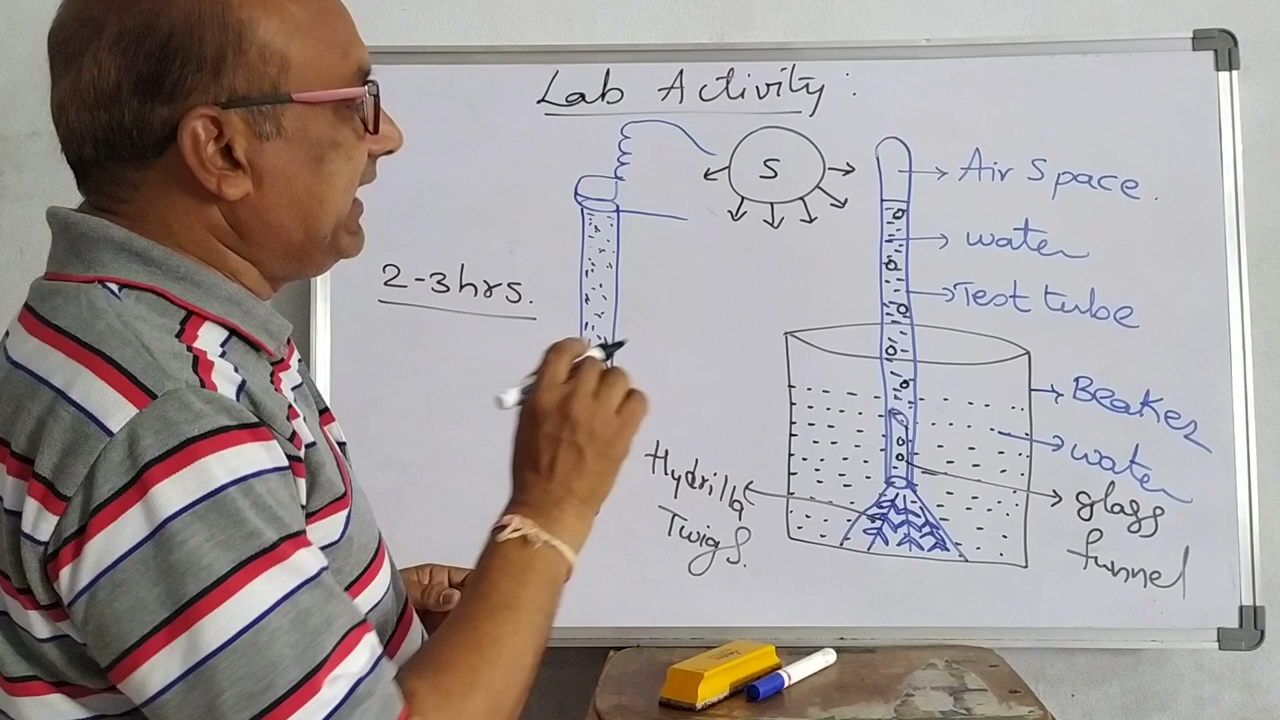 Lab Activity :
S
Air Space.
water
2-3hrs.
Test tube
Beaker
water
Hydrilla
Twigs.
glass
funnel